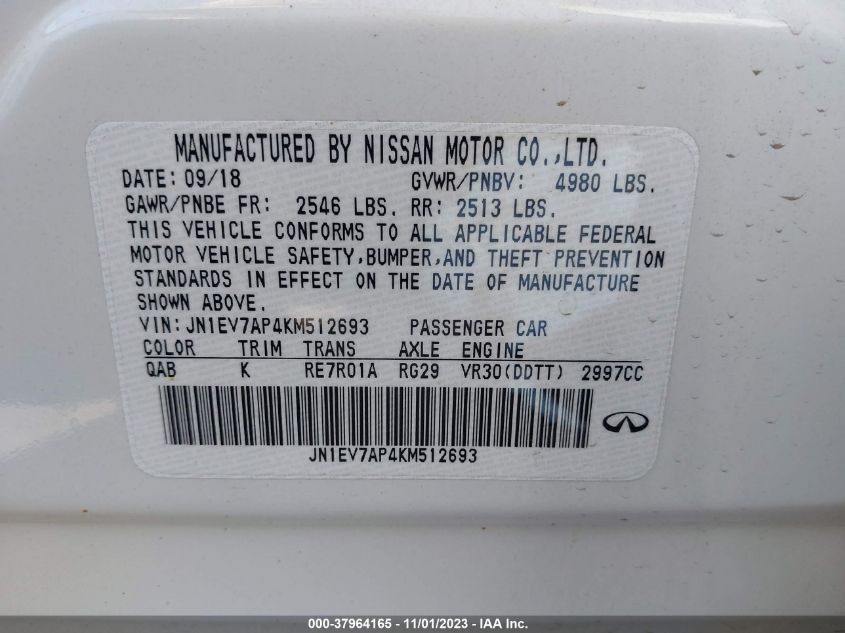 MANUFACTURED BY NISSAN MOTOR CO.,LTD.
DATE: 09/18 GVWR/PNBV: 4980 LBS.
GAWR/PNBE FR: 2546 LBS. RR: 2513 LBS.
THIS VEHICLE CONFORMS TO ALL APPLICABLE FEDERAL
MOTOR VEHICLE SAFETY,BUMPER,AND THEFT PREVENTION
STANDARDS IN EFFECT ON THE DATE OF MANUFACTURE
SHOWN ABOVE.
VIN:JN1EV7AP4KM512693 PASSENGER CAR
COLOR TRIM TRANS AXLE ENGINE
QAB K RE7R01A RG29 VR30(DDTT) 2997CC
JN1EV7AP4KM512693
000-37964165 - 11/01/2023 - IAA Inc.